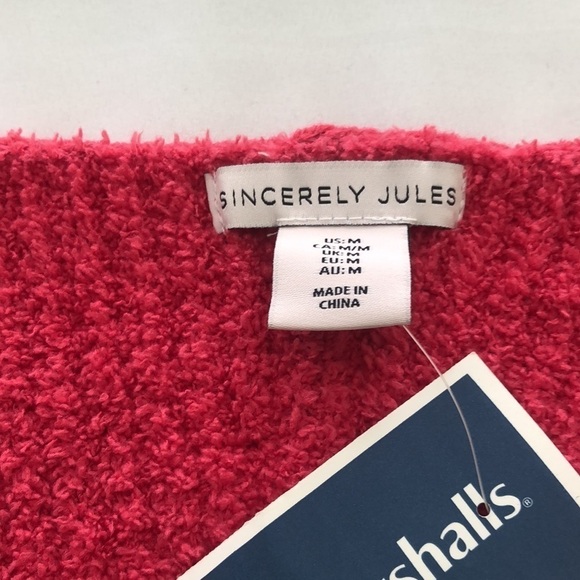 SINCERELY JULES
US: M
CA: M/M
UK: M
EU: M
AU: M
MADE IN
CHINA
rshalls®